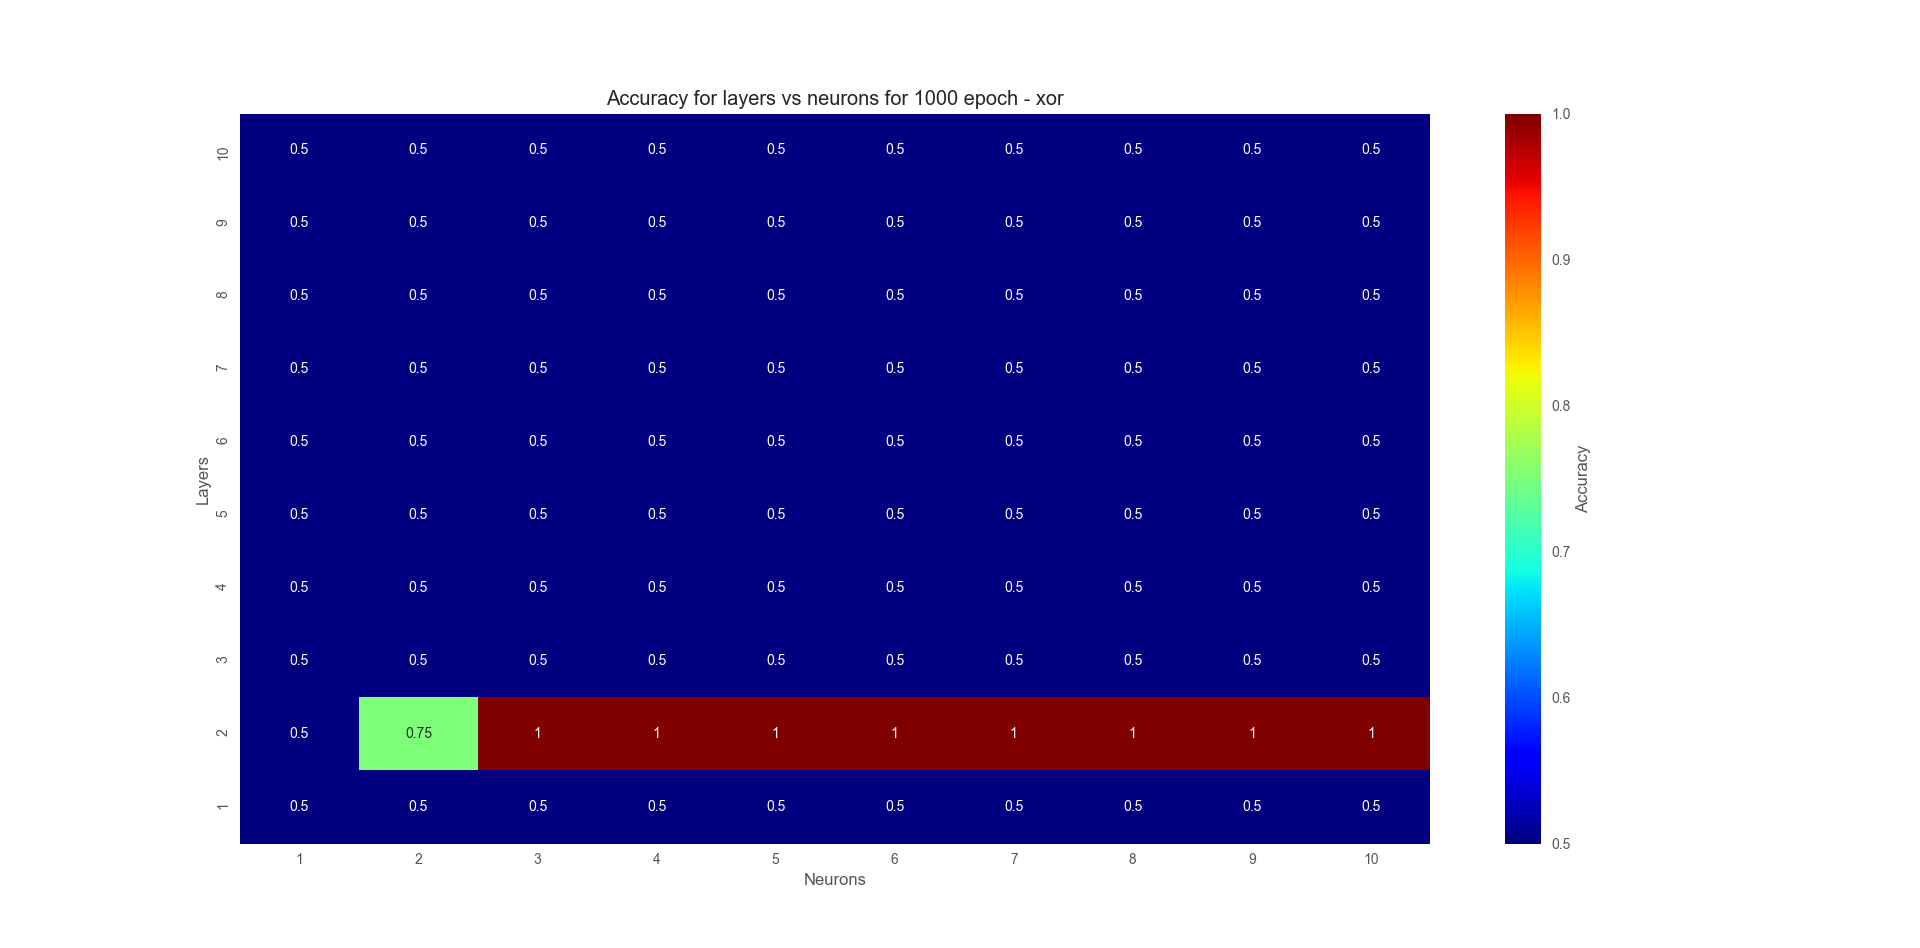 Accuracy for layers vs neurons for 1000 epoch - xor
10 0.5 0.5 0.5 0.5 0.5 0.5 0.5 0.5 0.5 0.5
9 0.5 0.5 0.5 0.5 0.5 0.5 0.5 0.5 0.5 0.5
8 0.5 0.5 0.5 0.5 0.5 0.5 0.5 0.5 0.5 0.5
7 0.5 0.5 0.5 0.5 0.5 0.5 0.5 0.5 0.5 0.5
6 0.5 0.5 0.5 0.5 0.5 0.5 0.5 0.5 0.5 0.5
Layers
5 0.5 0.5 0.5 0.5 0.5 0.5 0.5 0.5 0.5 0.5
4 0.5 0.5 0.5 0.5 0.5 0.5 0.5 0.5 0.5 0.5
3 0.5 0.5 0.5 0.5 0.5 0.5 0.5 0.5 0.5 0.5
2 0.5 0.75 1 1 1 1 1 1 1 1
1 0.5 0.5 0.5 0.5 0.5 0.5 0.5 0.5 0.5 0.5
1 2 3 4 5 6 7 8 9 10
Neurons
1.0
0.9
0.8
0.7
0.6
0.5
Accuracy